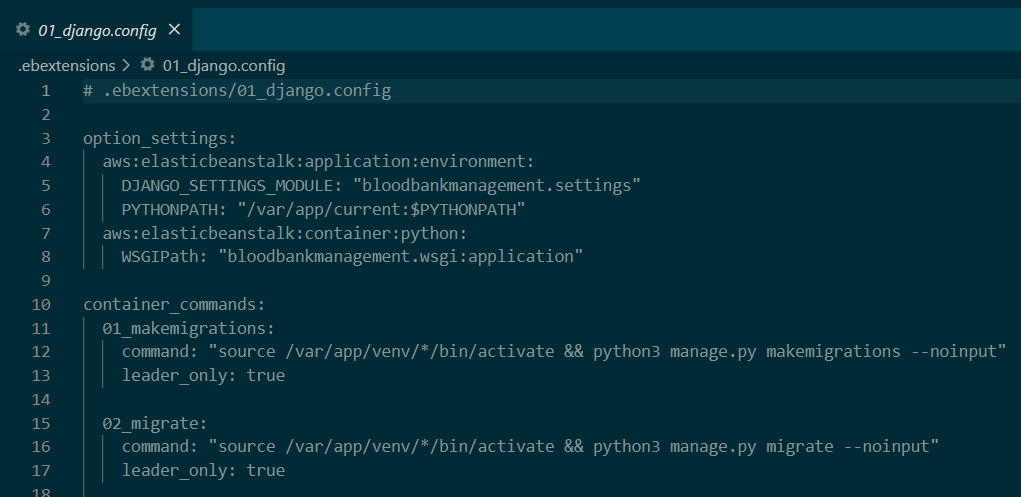 01_django.config
.ebextensions > 01_django.config
1 # .ebextensions/01_django.config
2
3 option_settings:
4   aws:elasticbeanstalk:application:environment:
5     DJANGO_SETTINGS_MODULE: "bloodbankmanagement.settings"
6     PYTHONPATH: "/var/app/current:$PYTHONPATH"
7   aws:elasticbeanstalk:container:python:
8     WSGIPath: "bloodbankmanagement.wsgi:application"
9
10 container_commands:
11   01_makemigrations:
12     command: "source /var/app/venv/*/bin/activate && python3 manage.py makemigrations --noinput"
13     leader_only: true
14
15   02_migrate:
16     command: "source /var/app/venv/*/bin/activate && python3 manage.py migrate --noinput"
17     leader_only: true
18